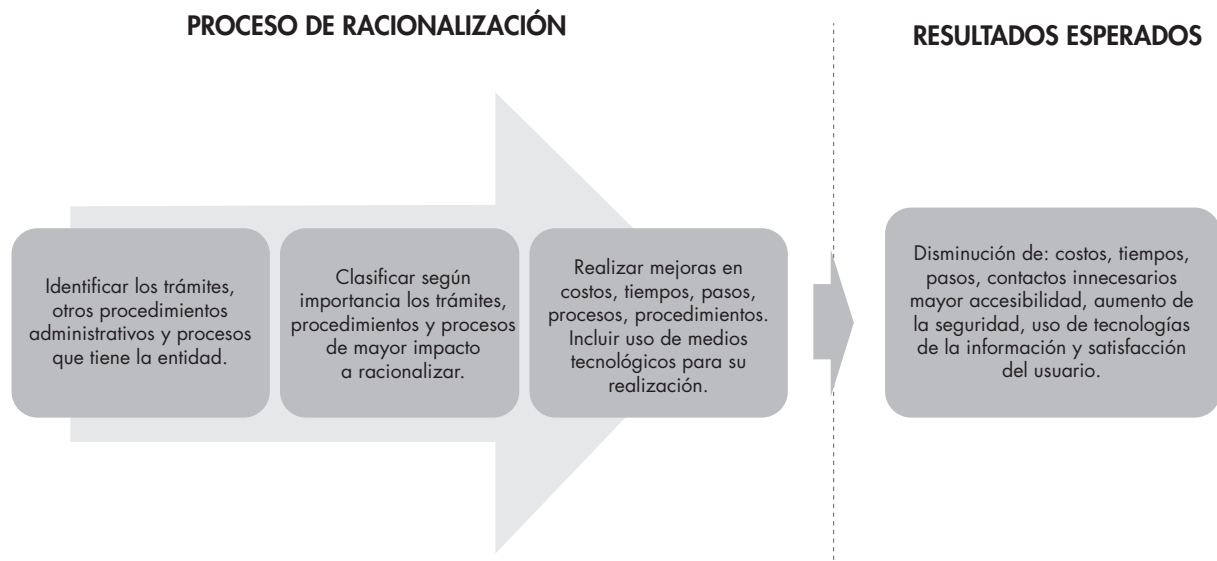 PROCESO DE RACIONALIZACIÓN
RESULTADOS ESPERADOS
Identificar los trámites,
otros procedimientos
administrativos y procesos
que tiene la entidad.
Clasificar según
importancia los trámites,
procedimientos y procesos
de mayor impacto
a racionalizar.
Realizar mejoras en
costos, tiempos, pasos,
procesos, procedimientos.
Incluir uso de medios
tecnológicos para su
realización.
Disminución de: costos, tiempos,
pasos, contactos innecesarios
mayor accesibilidad, aumento de
la seguridad, uso de tecnologías
de la información y satisfacción
del usuario.